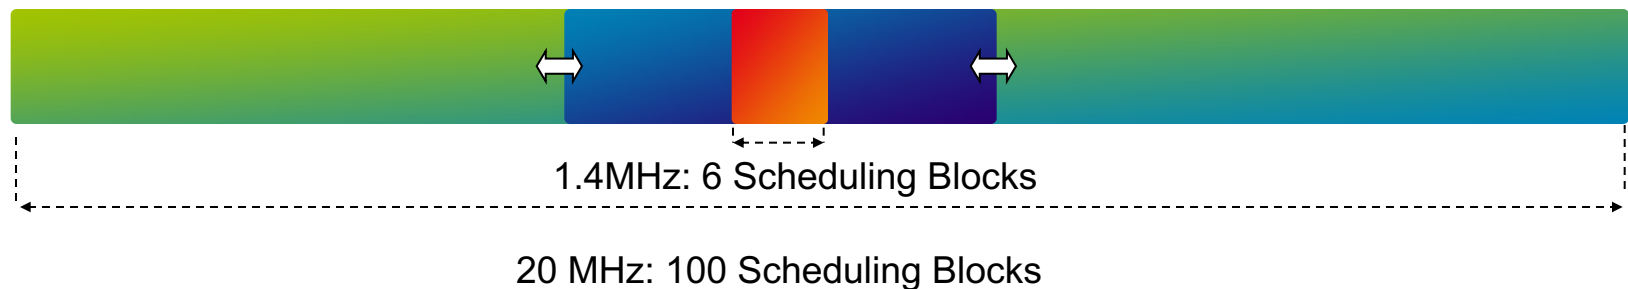 1.4MHz: 6 Scheduling Blocks
20 MHz: 100 Scheduling Blocks